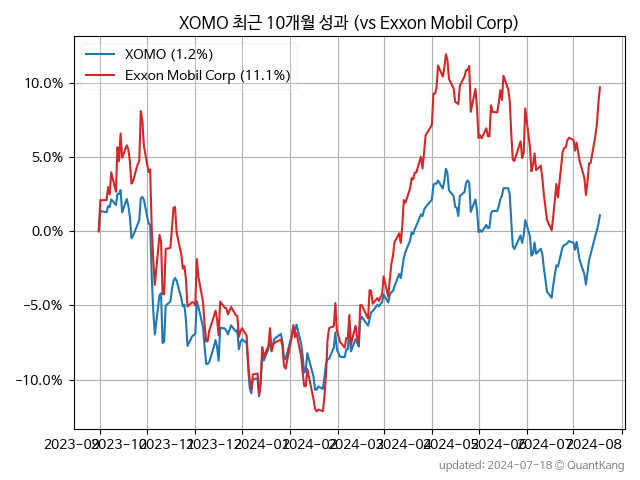 XOMO 최근 10개월 성과 (vs Exxon Mobil Corp)
XOMO (1.2%)
Exxon Mobil Corp (11.1%)
10.0%
5.0%
0.0%
-5.0%
-10.0%
2023-09 2023-10 2023-11 2023-12 2024-01 2024-02 2024-03 2024-04 2024-05 2024-06 2024-07 2024-08
updated: 2024-07-18 © QuantKang